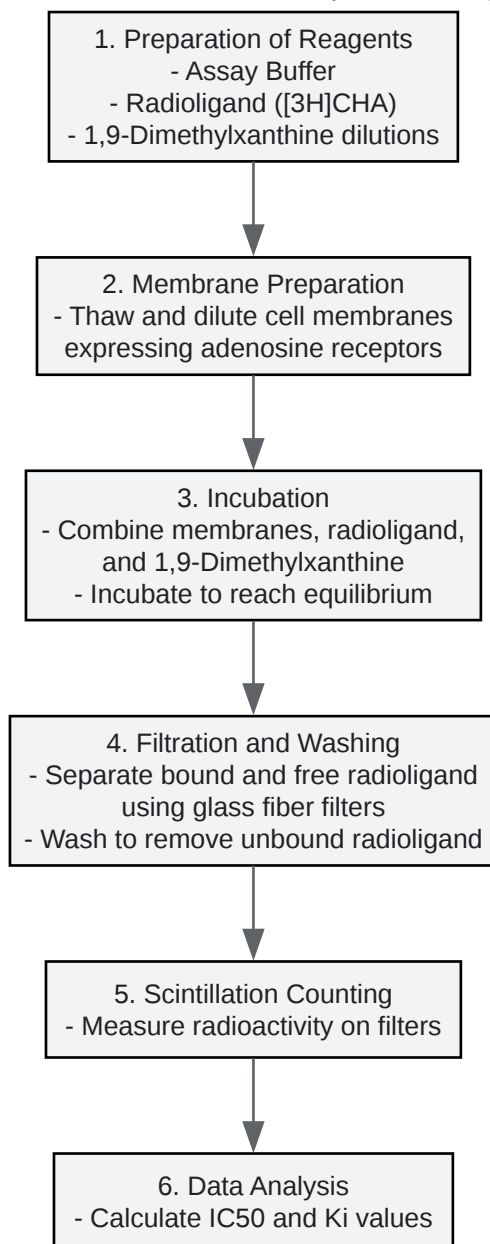 1. Preparation of Reagents
- Assay Buffer
- Radioligand ([3H]CHA)
- 1,9-Dimethylxanthine dilutions
2. Membrane Preparation
- Thaw and dilute cell membranes
expressing adenosine receptors
3. Incubation
- Combine membranes, radioligand,
and 1,9-Dimethylxanthine
- Incubate to reach equilibrium
4. Filtration and Washing
- Separate bound and free radioligand
using glass fiber filters
- Wash to remove unbound radioligand
5. Scintillation Counting
- Measure radioactivity on filters
6. Data Analysis
- Calculate IC50 and Ki values